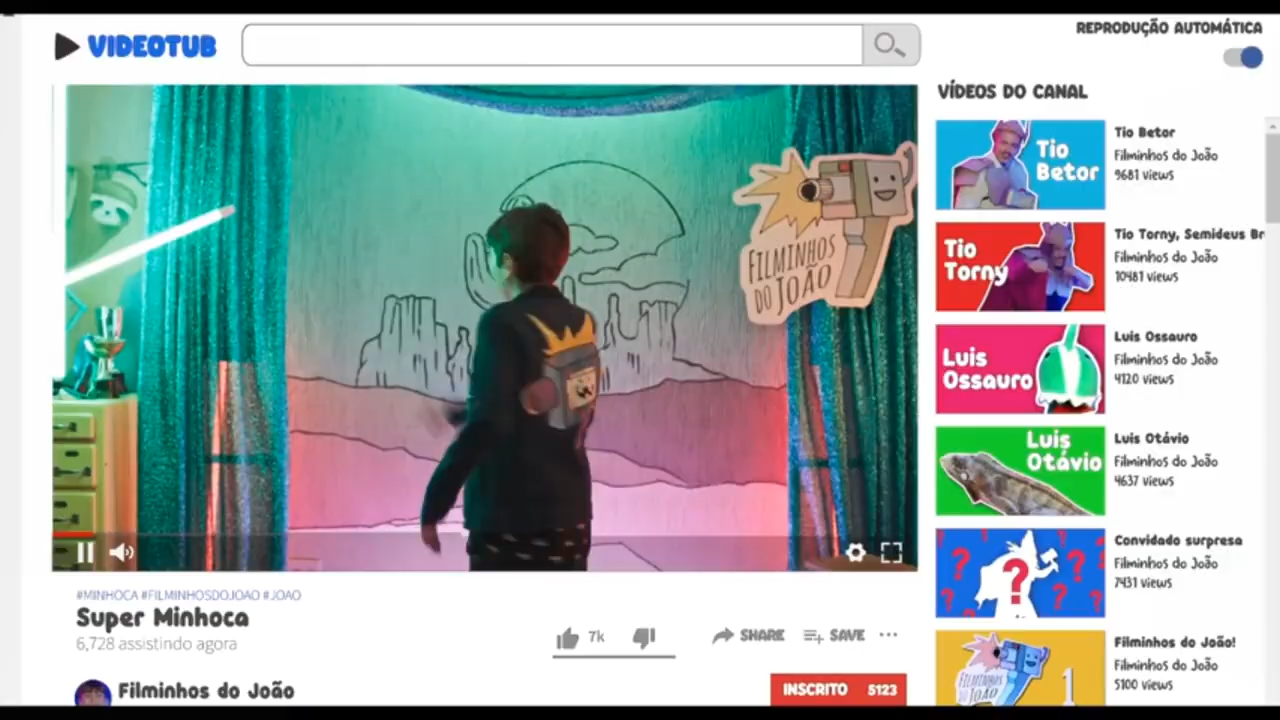 VIDEOTUB
REPRODUÇÃO AUTOMÁTICA
VÍDEOS DO CANAL
FILMINHOS
DO JOÃO
Tio
Betor
Tio Betor
Filminhos do João
9681 views
Tio
Torny
Tio Torny, Semideus Br
Filminhos do João
10481 views
Luis
Ossauro
Luis Ossauro
Filminhos do João
4120 views
Luis
Otávio
Luis Otávio
Filminhos do João
4637 views
? ? ? ? ?
Convidado surpresa
Filminhos do João
7431 views
FILMINHOS
DO JOÃO
1
Filminhos do João!
Filminhos do João
5100 views
#MINHOCA #FILMINHOSDOJOAO #JOAO
Super Minhoca
6,728 assistindo agora
7k
SHARE
SAVE
Filminhos do João
INSCRITO 5123